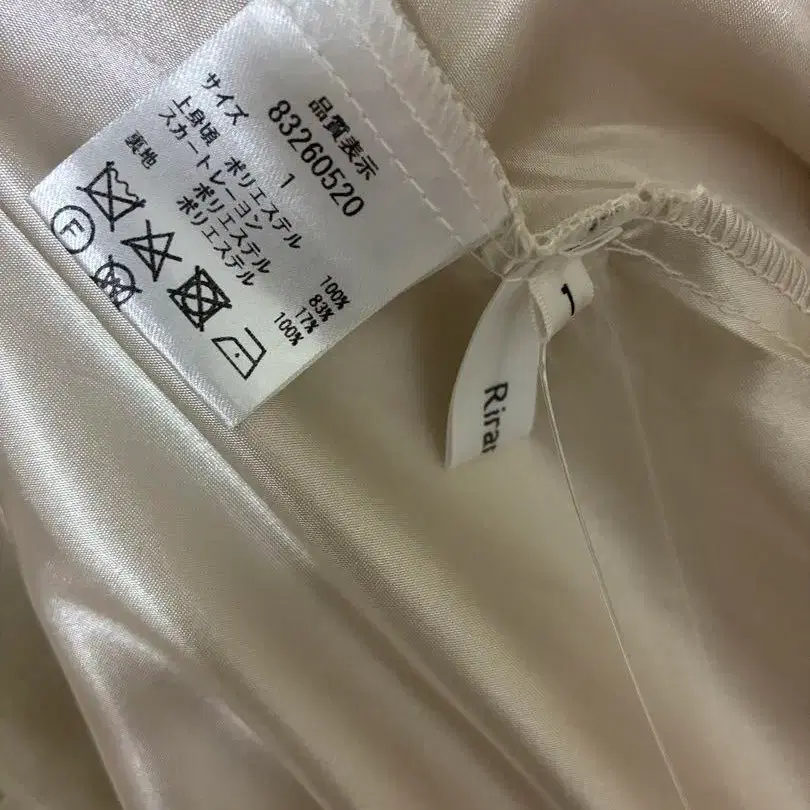 品質表示
83260520
サイズ 1
上身頃 ポリエステル 100%
スカート レーヨン 83%
ポリエステル 17%
裏地 ポリエステル 100%
F
1
Riran